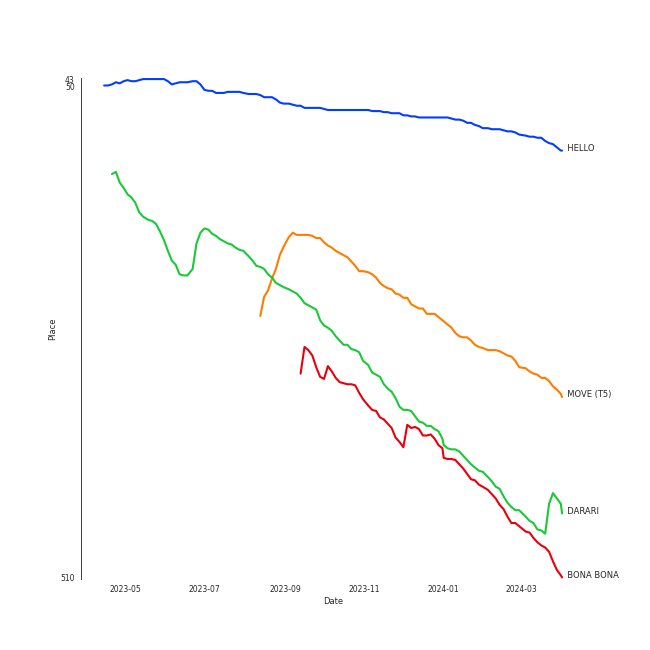 43
50
HELLO
Place
MOVE (T5)
DARARI
510
BONA BONA
2023-05
2023-07
2023-09
2023-11
2024-01
2024-03
Date